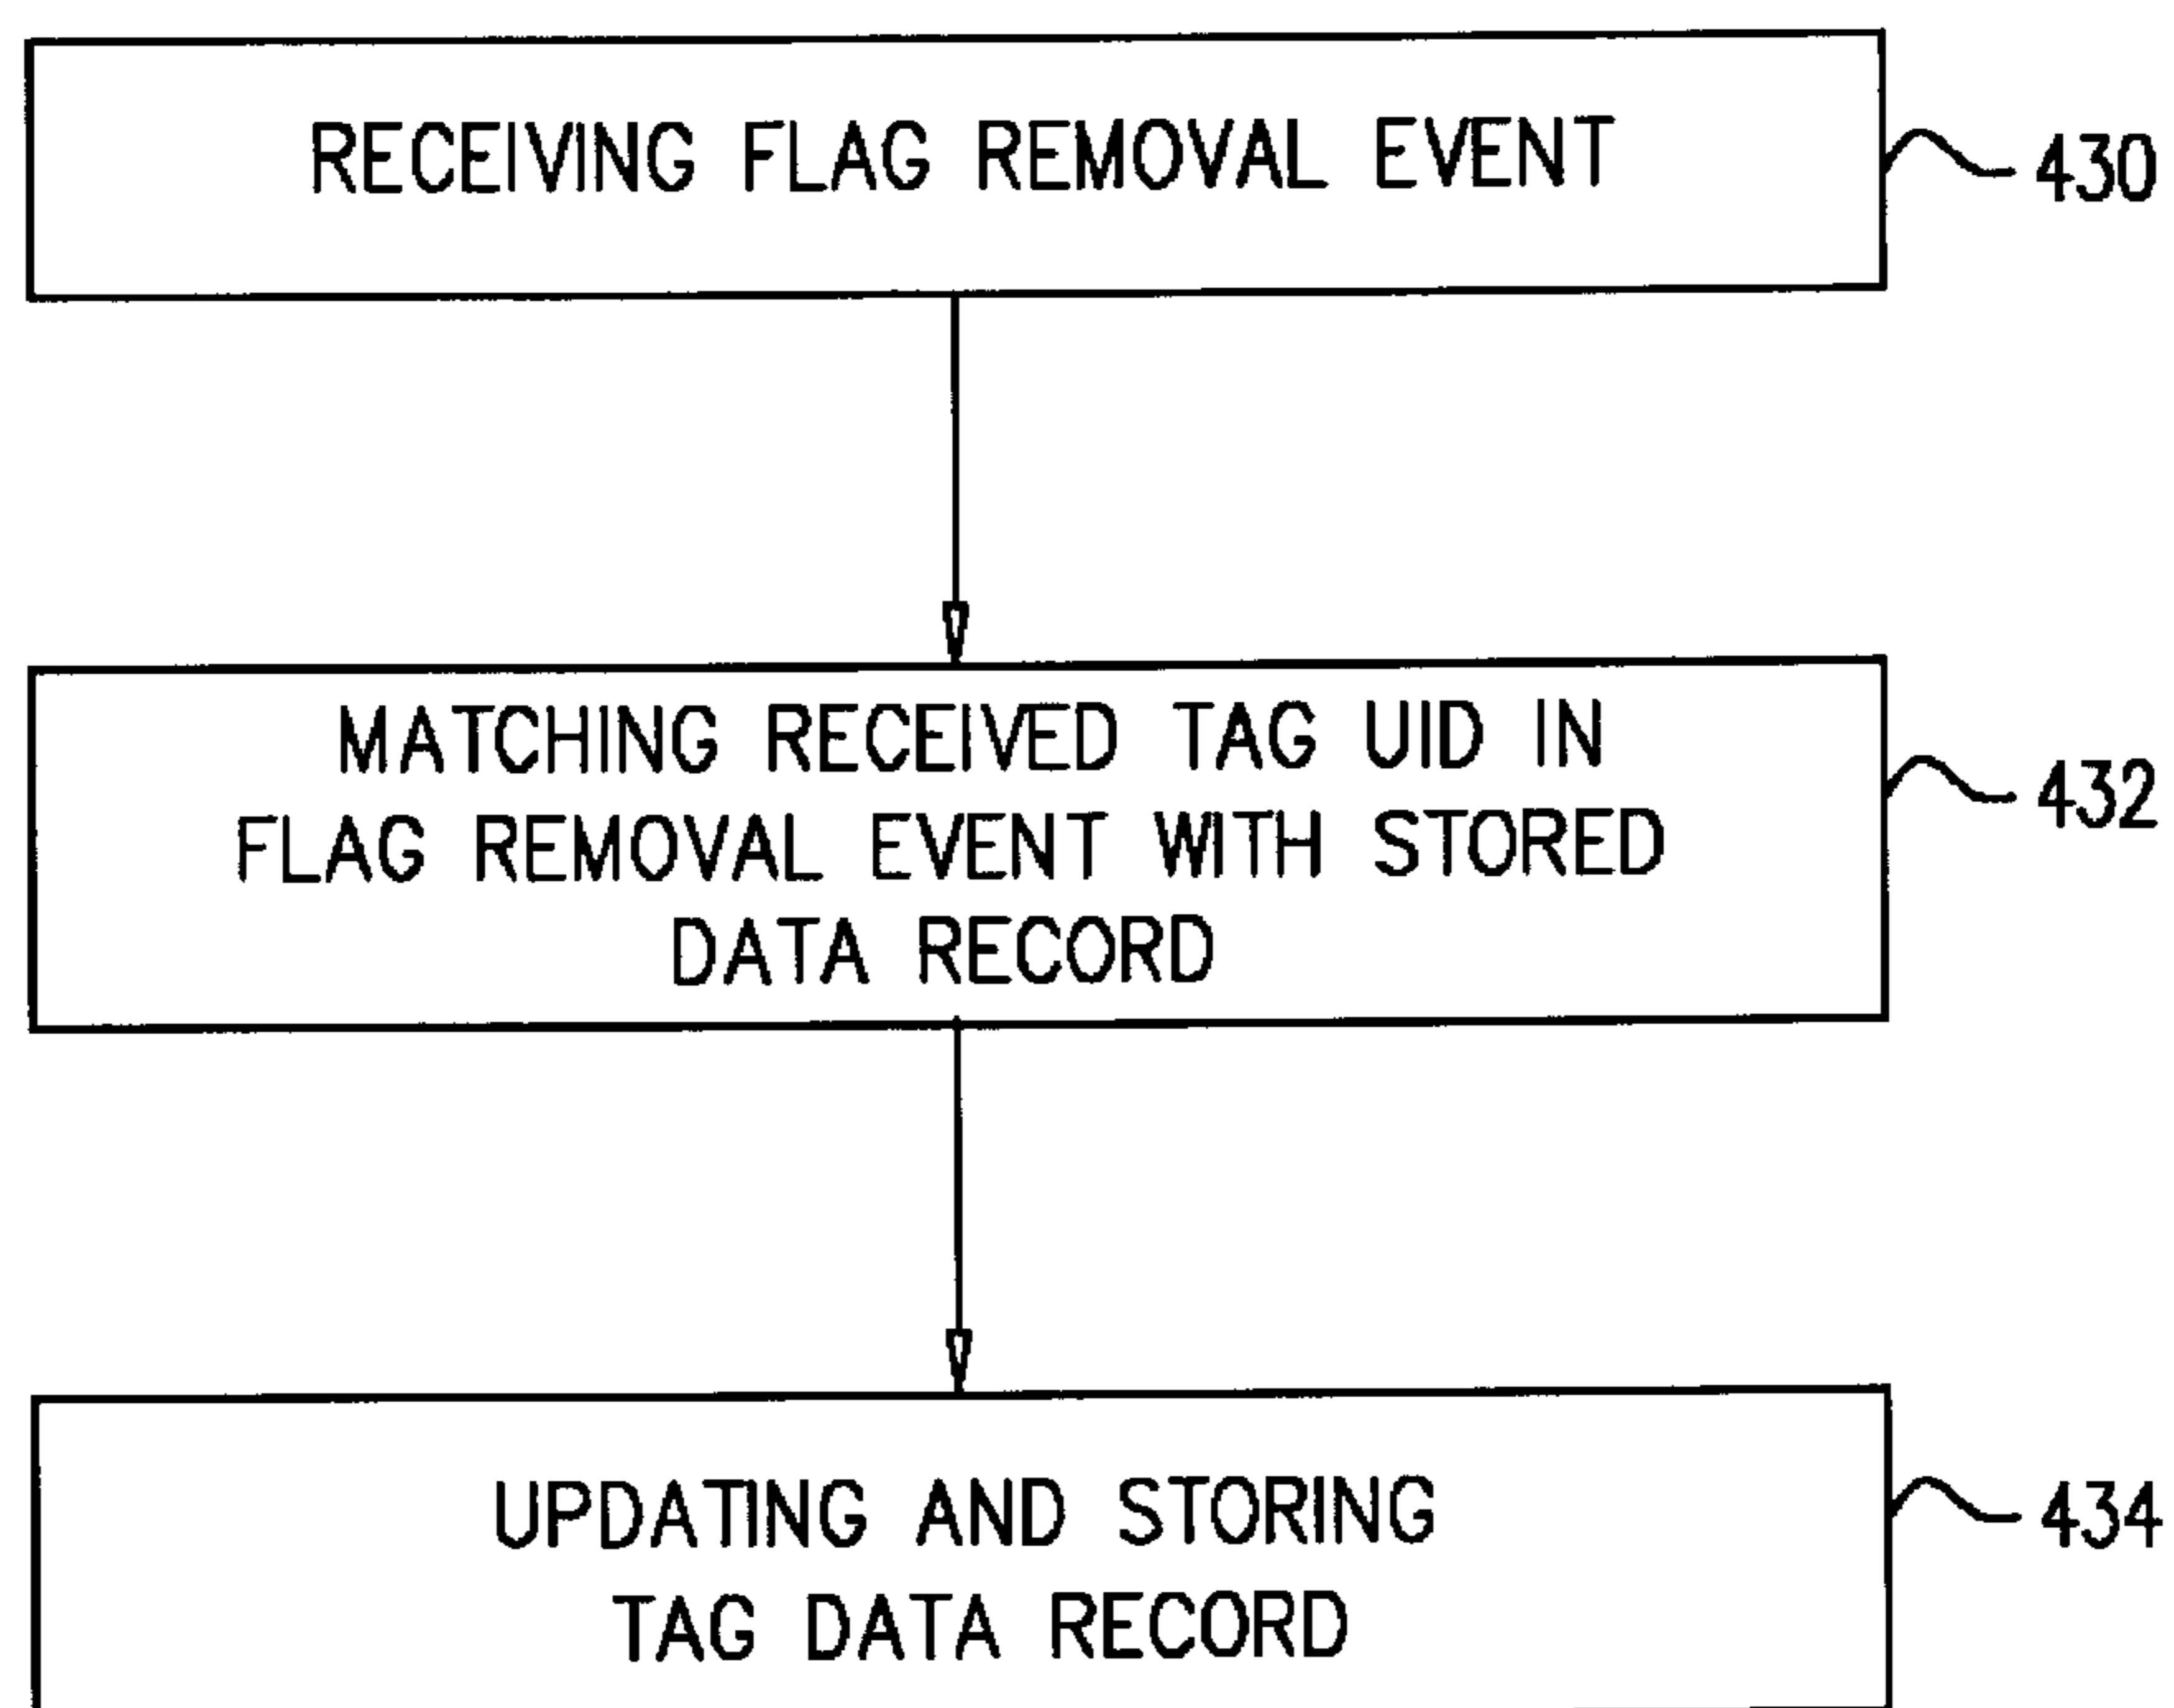 RECEIVING FLAG REMOVAL EVENT
430
MATCHING RECEIVED TAG UID IN
FLAG REMOVAL EVENT WITH STORED
DATA RECORD
432
UPDATING AND STORING
TAG DATA RECORD
434